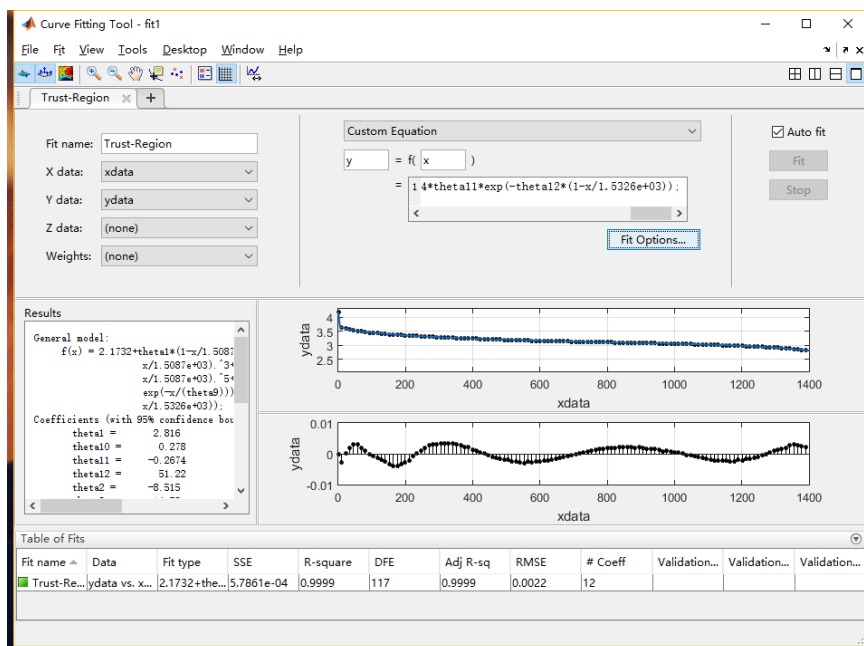 Curve Fitting Tool - fit1
File Fit View Tools Desktop Window Help
Trust-Region
Fit name: Trust-Region
X data: xdata
Y data: ydata
Z data: (none)
Weights: (none)
Custom Equation
y = f( x )
= 1 4*theta11*exp(-theta12*(1-x/1.5326e+03));
Fit Options...
Auto fit
Fit
Stop
Results
General model:
f(x) = 2.1732+theta1*(1-x/1.5087
x/1.5087e+03).^3+
x/1.5087e+03).^5+
exp(-x/(theta9)))
x/1.5326e+03));
Coefficients (with 95% confidence bou
theta1 = 2.816
theta10 = 0.278
theta11 = -0.2674
theta12 = 51.22
theta2 = -8.515
ydata
4
3.5
3
2.5
0 200 400 600 800 1000 1200 1400
xdata
ydata
0.01
0
-0.01
0 200 400 600 800 1000 1200 1400
xdata
Table of Fits
Fit name Data Fit type SSE R-square DFE Adj R-sq RMSE # Coeff Validation... Validation... Validation...
Trust-Re... ydata vs. x... 2.1732+the... 5.7861e-04 0.9999 117 0.9999 0.0022 12